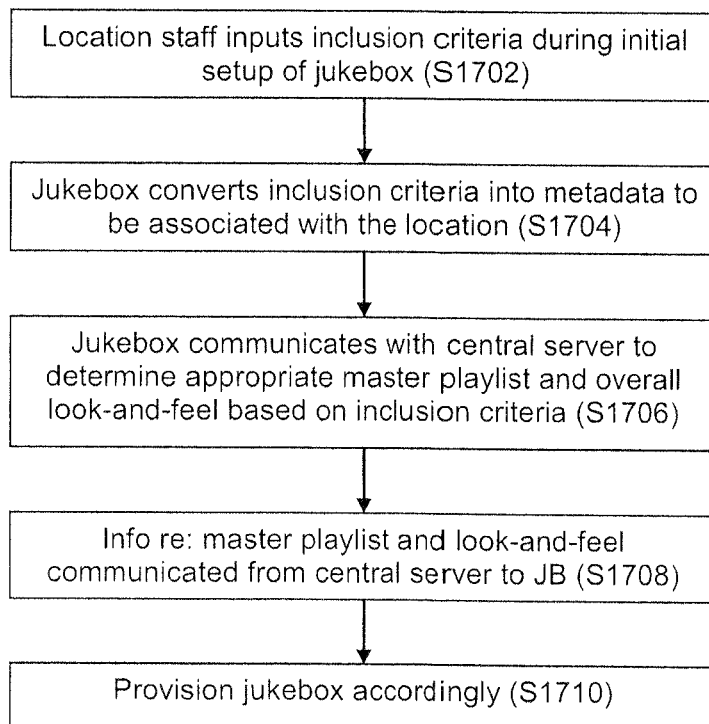 Location staff inputs inclusion criteria during initial
setup of jukebox (S1702)
Jukebox converts inclusion criteria into metadata to
be associated with the location (S1704)
Jukebox communicates with central server to
determine appropriate master playlist and overall
look-and-feel based on inclusion criteria (S1706)
Info re: master playlist and look-and-feel
communicated from central server to JB (S1708)
Provision jukebox accordingly (S1710)